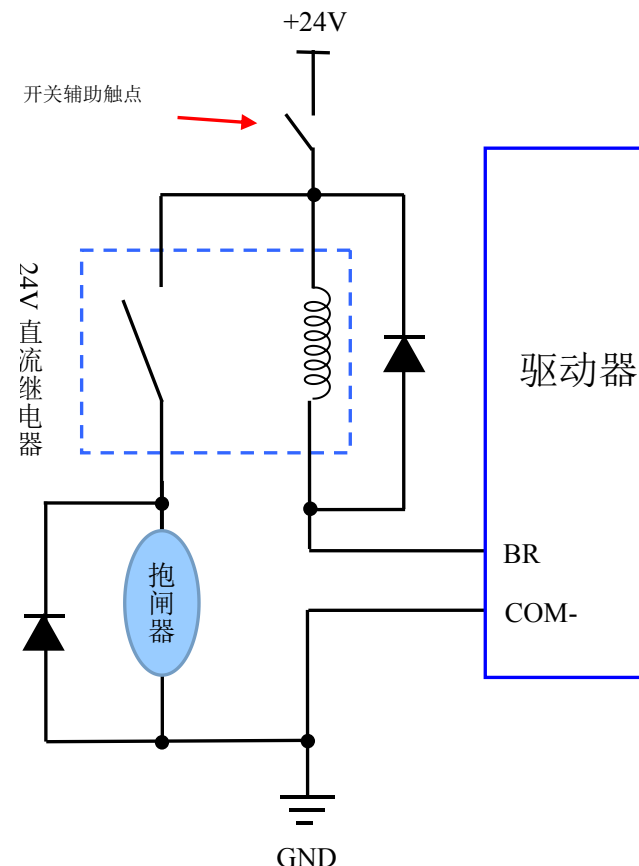 +24V
开关辅助触点
24V 直流继电器
驱动器
BR
抱闸器
COM-
GND